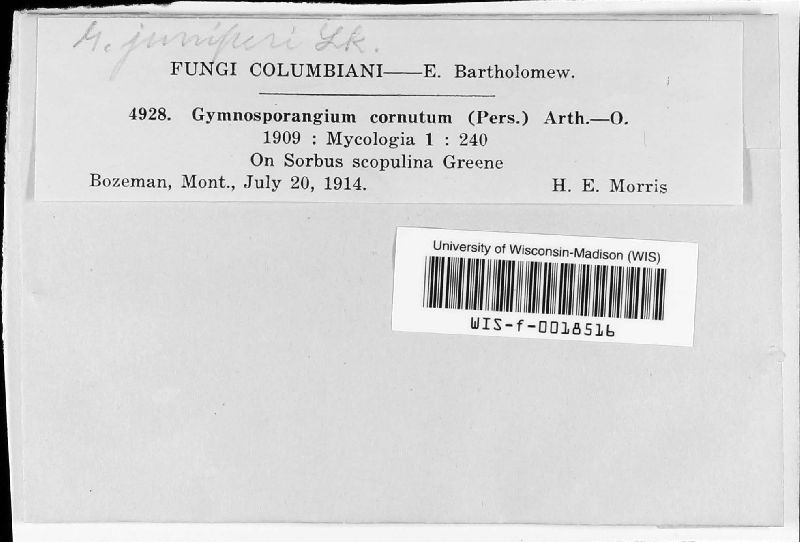 G. juniperi Lk.
FUNGI COLUMBIANI—E. Bartholomew.
4928. Gymnosporangium cornutum (Pers.) Arth.—O.
1909 : Mycologia 1 : 240
On Sorbus scopulina Greene
Bozeman, Mont., July 20, 1914. H. E. Morris
University of Wisconsin-Madison (WIS)
WIS-f-0018516